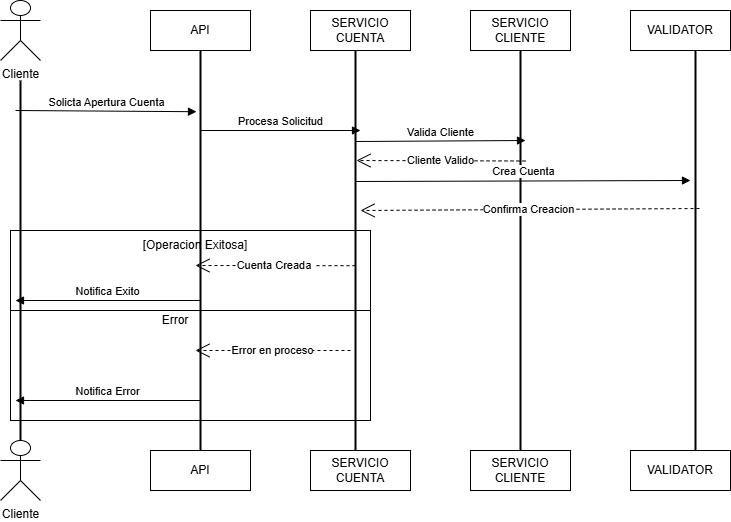 API
SERVICIO
CUENTA
SERVICIO
CLIENTE
VALIDATOR
Cliente
Solicta Apertura Cuenta
Procesa Solicitud
Valida Cliente
Cliente Valido
Crea Cuenta
Confirma Creacion
[Operacion Exitosa]
Cuenta Creada
Notifica Exito
Error
Error en proceso
Notifica Error
API
SERVICIO
CUENTA
SERVICIO
CLIENTE
VALIDATOR
Cliente